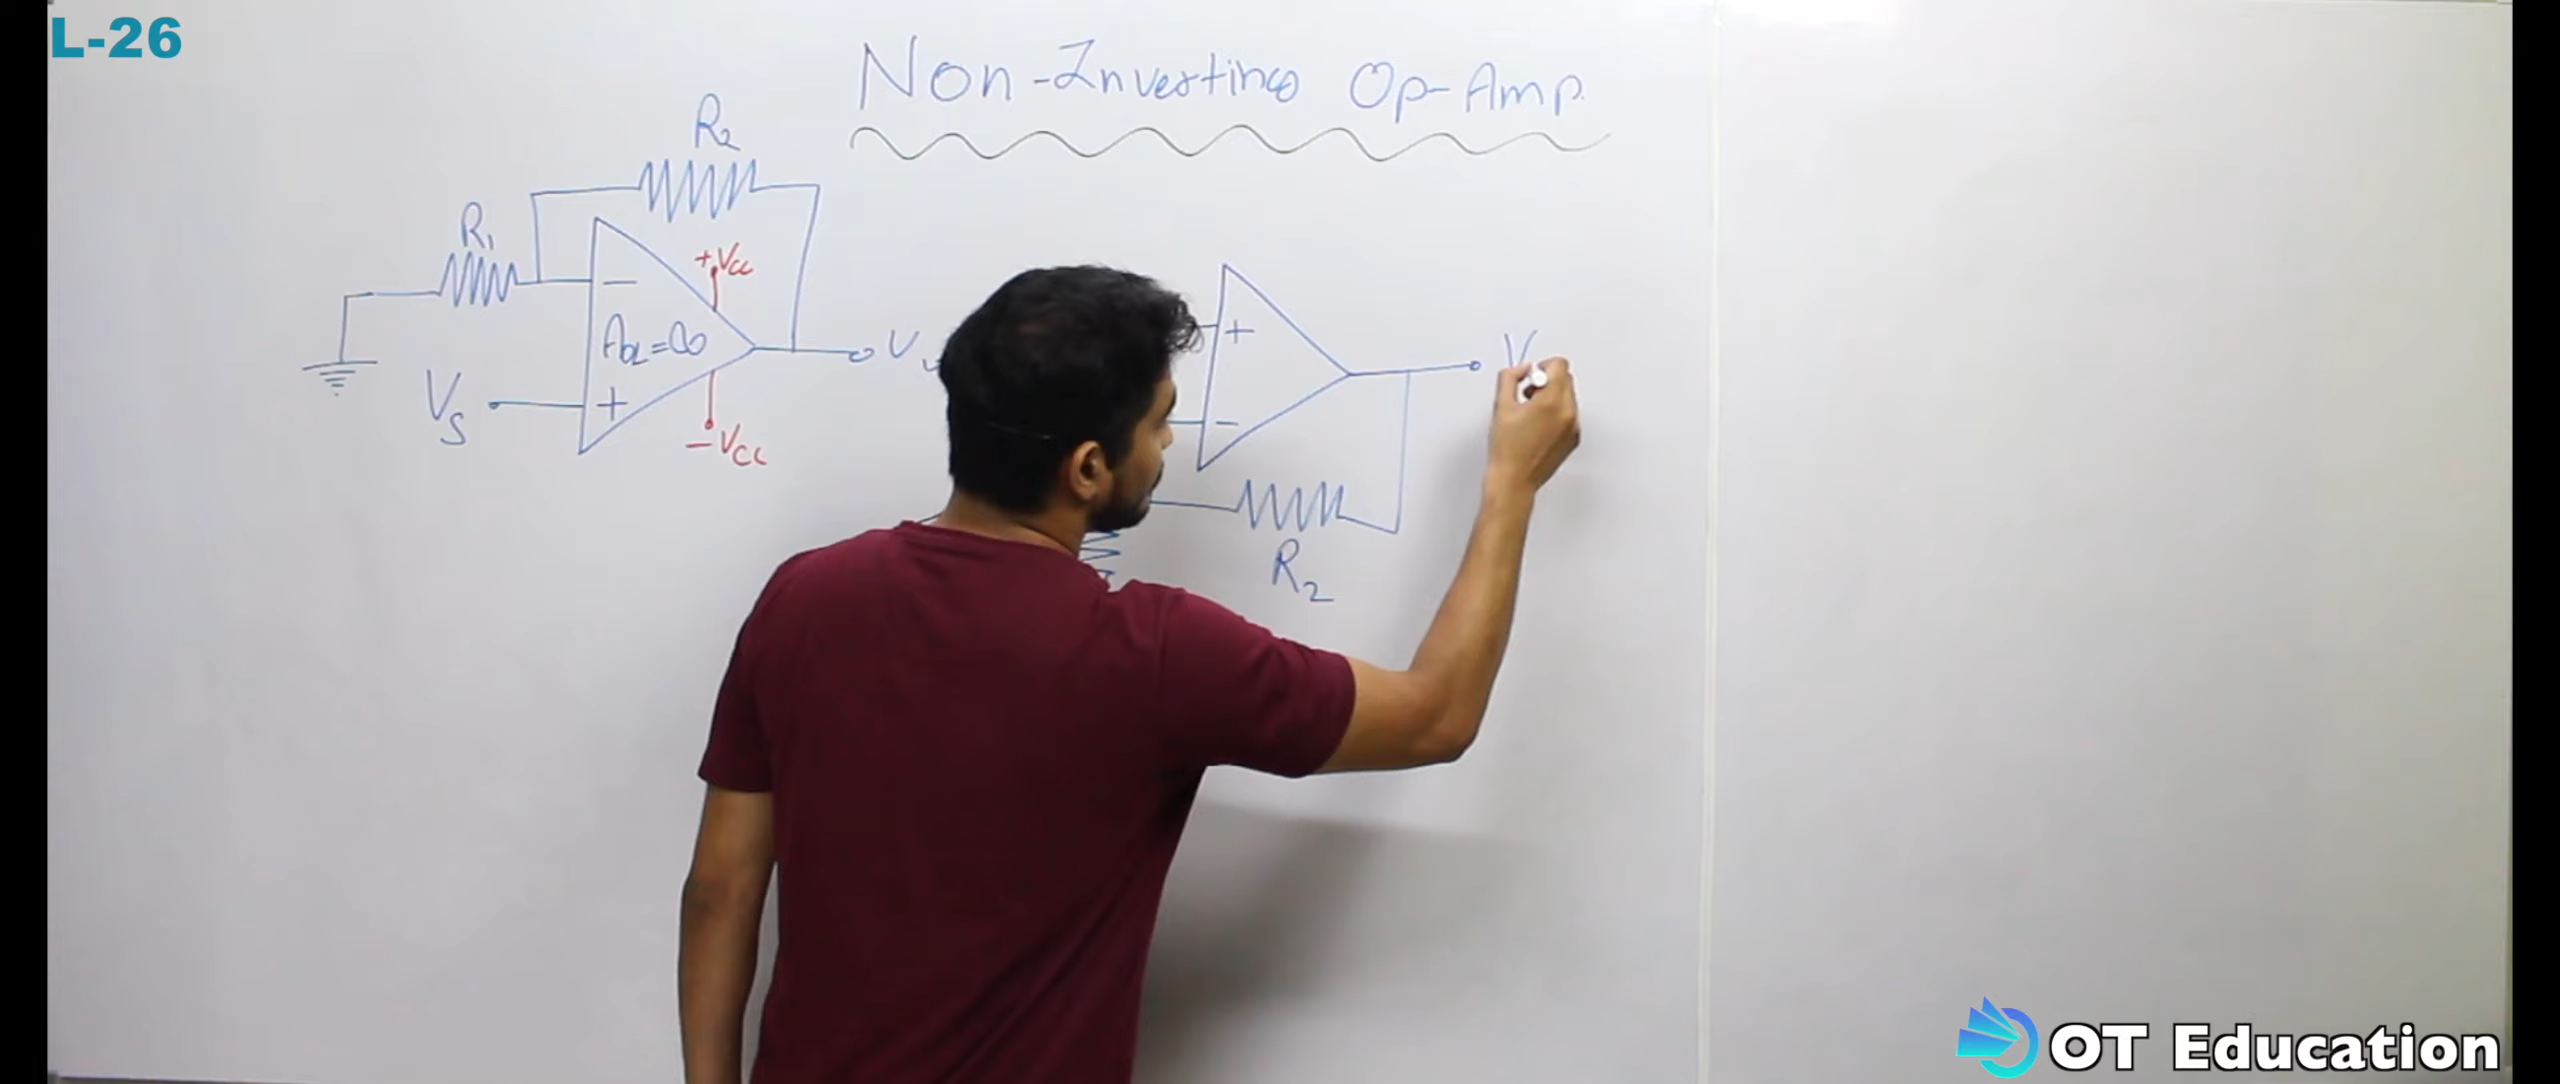 L-26
Non-Inverting Op-Amp.
R2
R1
+Vcc
−
AOL=∞
V
VS
+
−Vcc
+
V
−
R2
OT Education